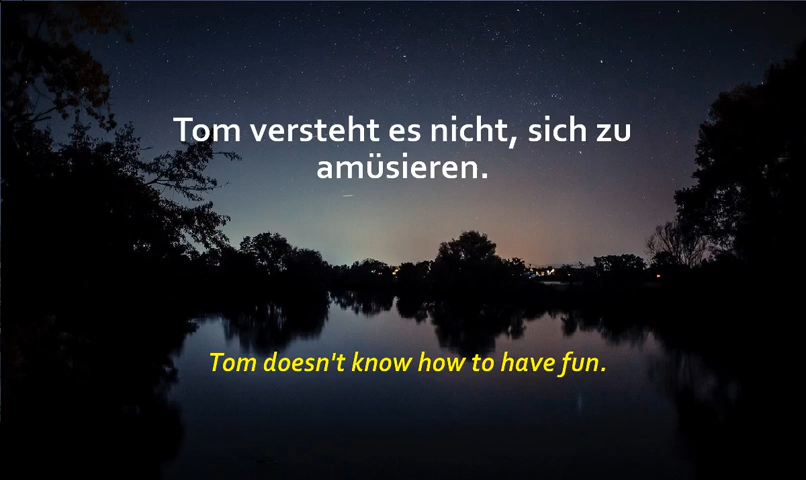 Tom versteht es nicht, sich zu
amüsieren.
Tom doesn't know how to have fun.